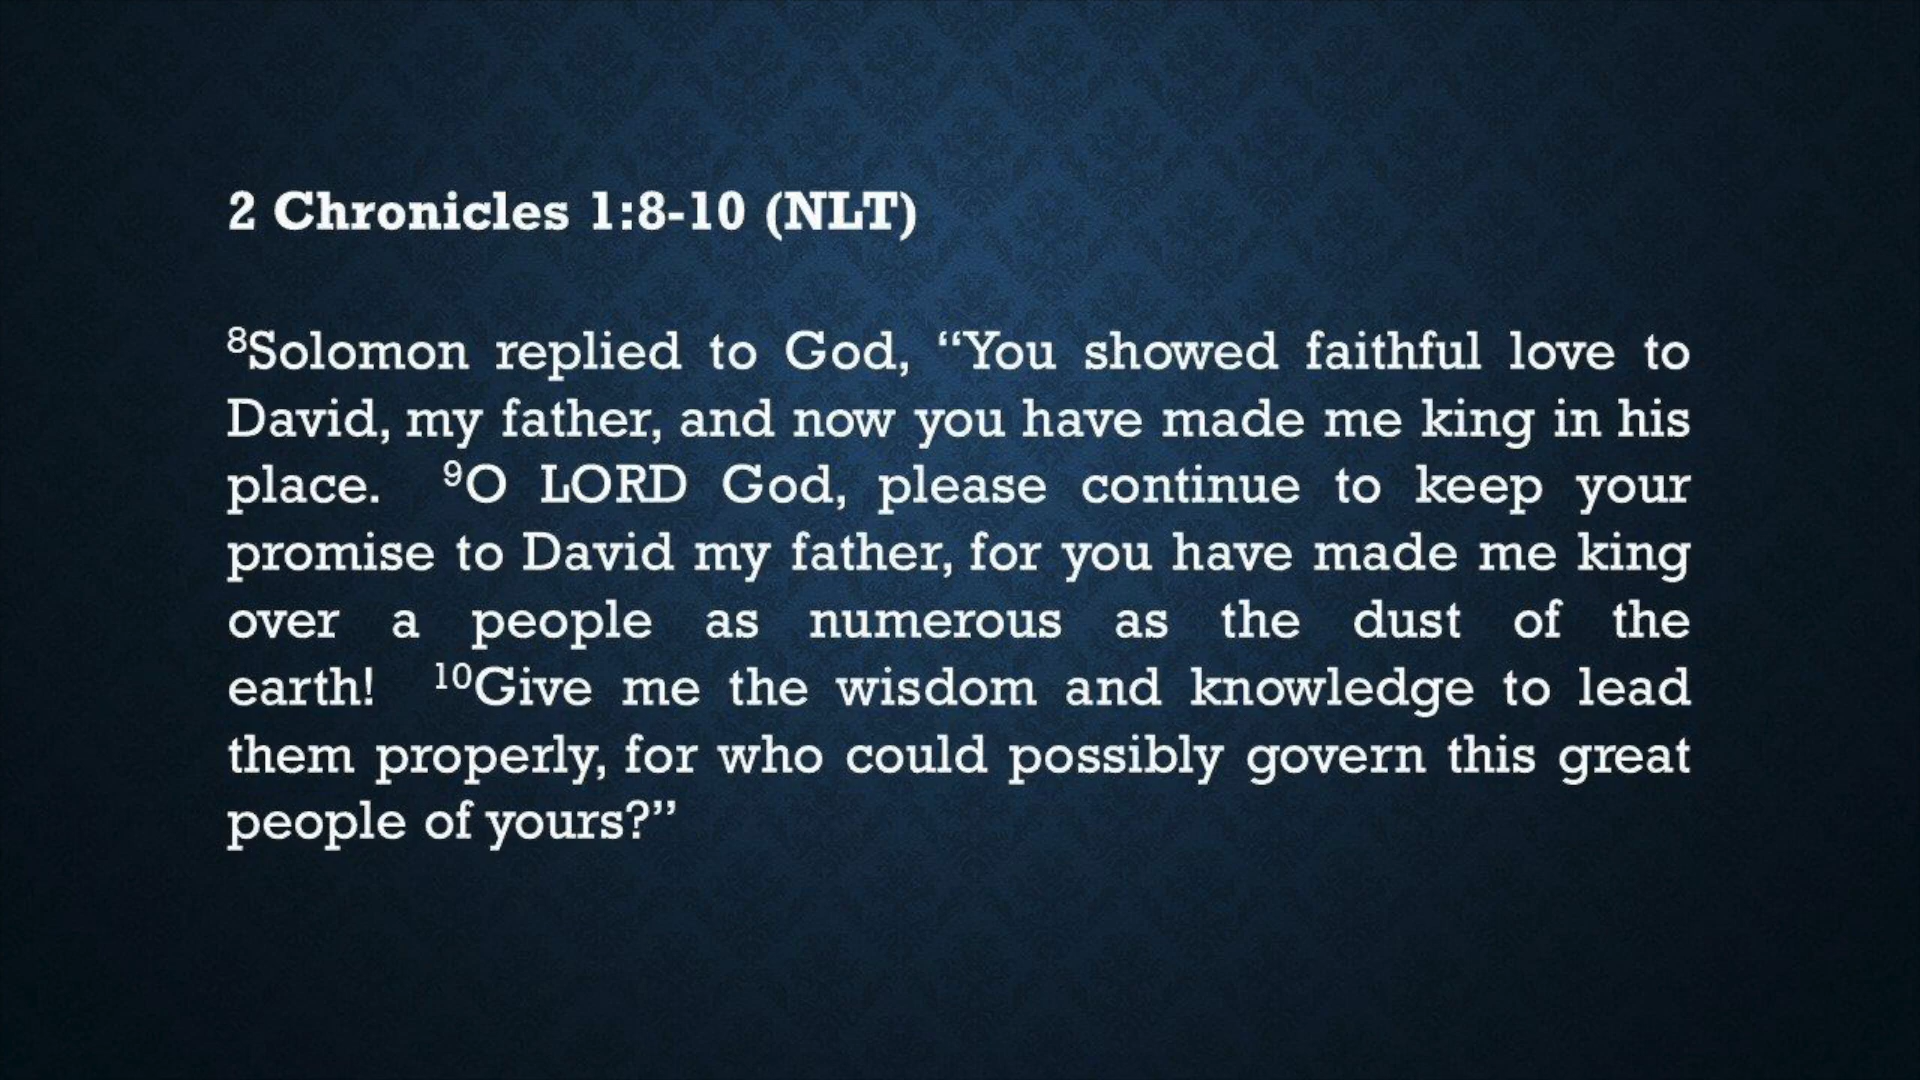 2 Chronicles 1:8-10 (NLT)
⁸Solomon replied to God, “You showed faithful love to
David, my father, and now you have made me king in his
place. ⁹O LORD God, please continue to keep your
promise to David my father, for you have made me king
over a people as numerous as the dust of the
earth! ¹⁰Give me the wisdom and knowledge to lead
them properly, for who could possibly govern this great
people of yours?”